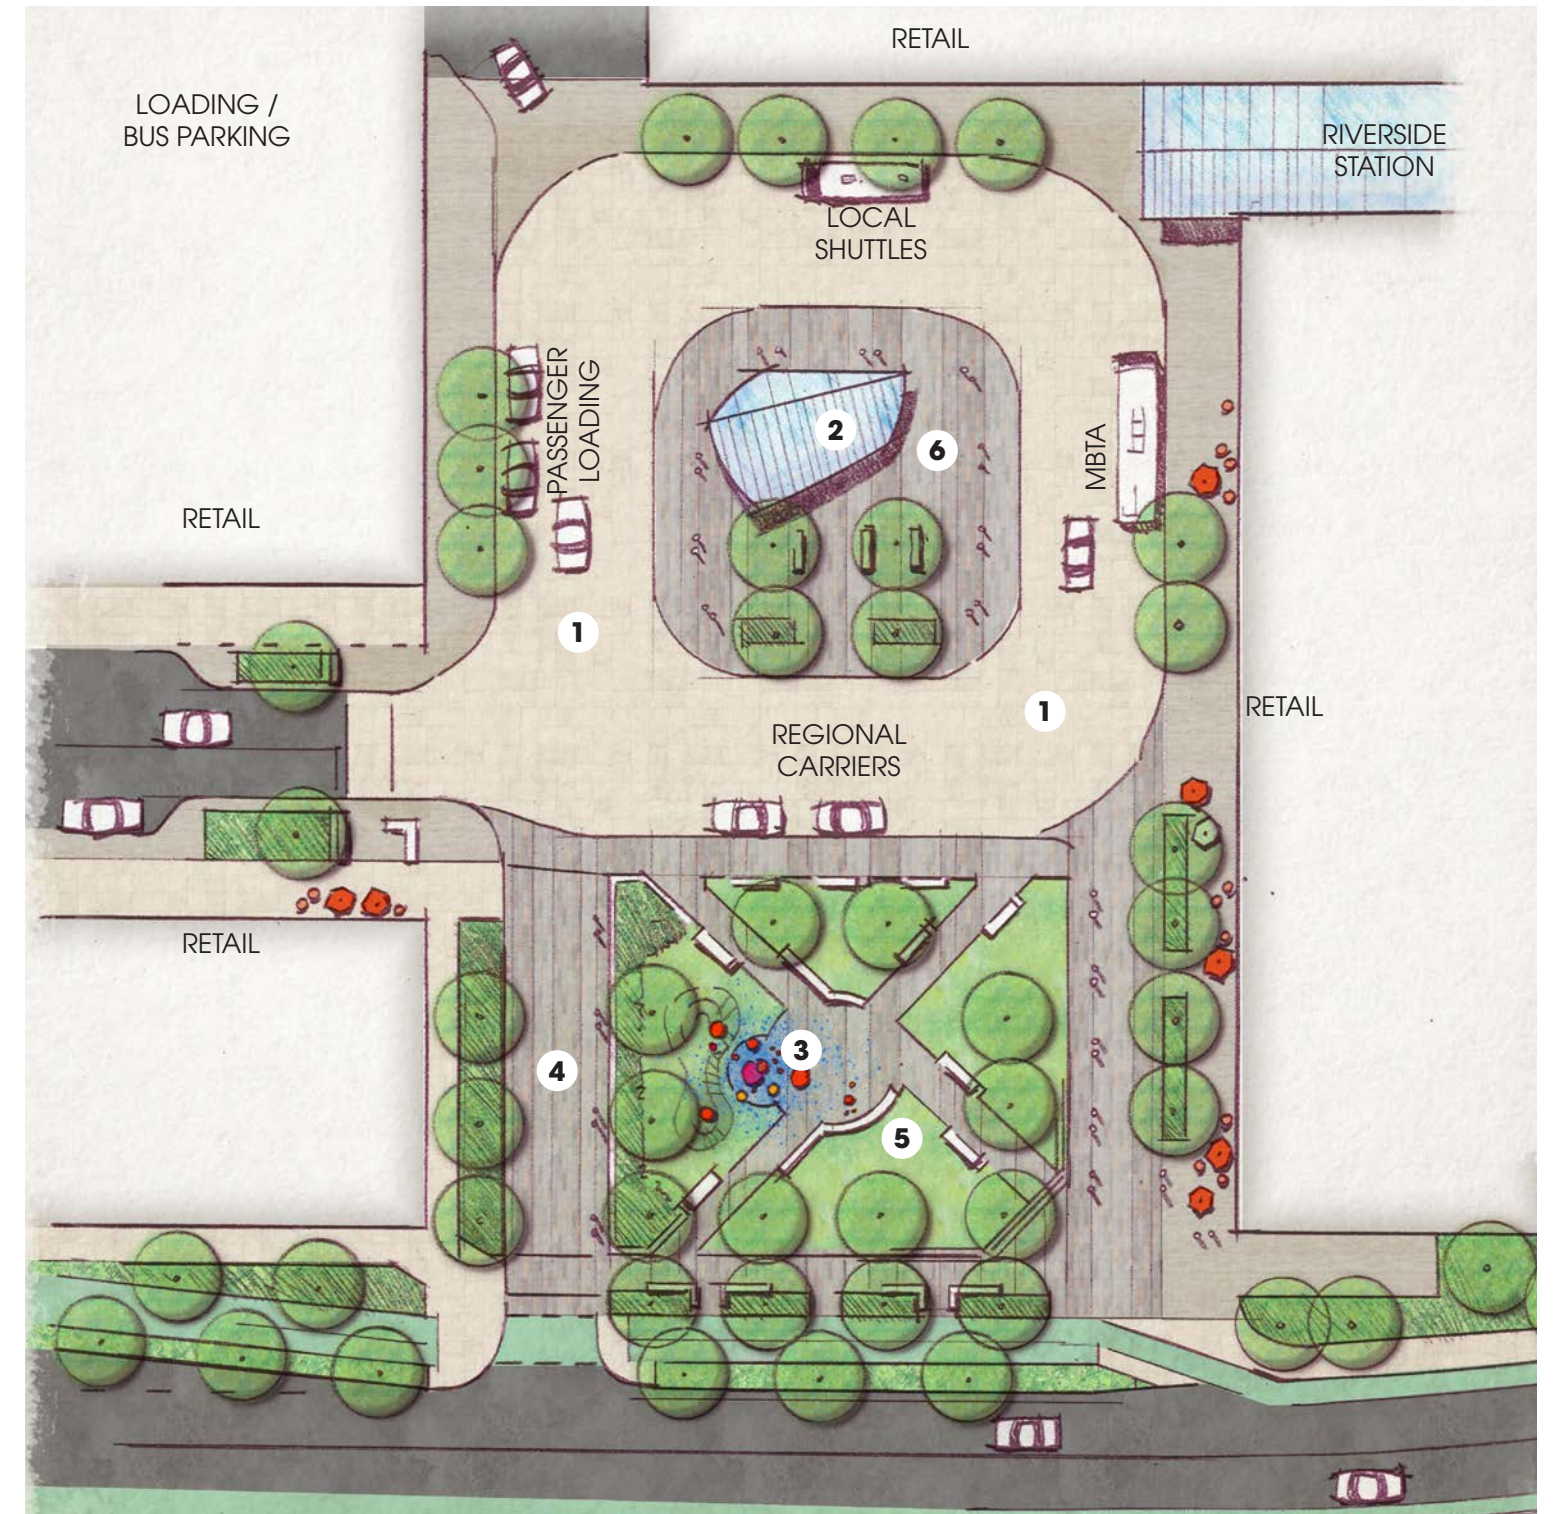 RETAIL
LOADING /
BUS PARKING
RIVERSIDE
STATION
LOCAL
SHUTTLES
PASSENGER
LOADING
2
6
MBTA
RETAIL
1
RETAIL
1
REGIONAL
CARRIERS
RETAIL
3
4
5